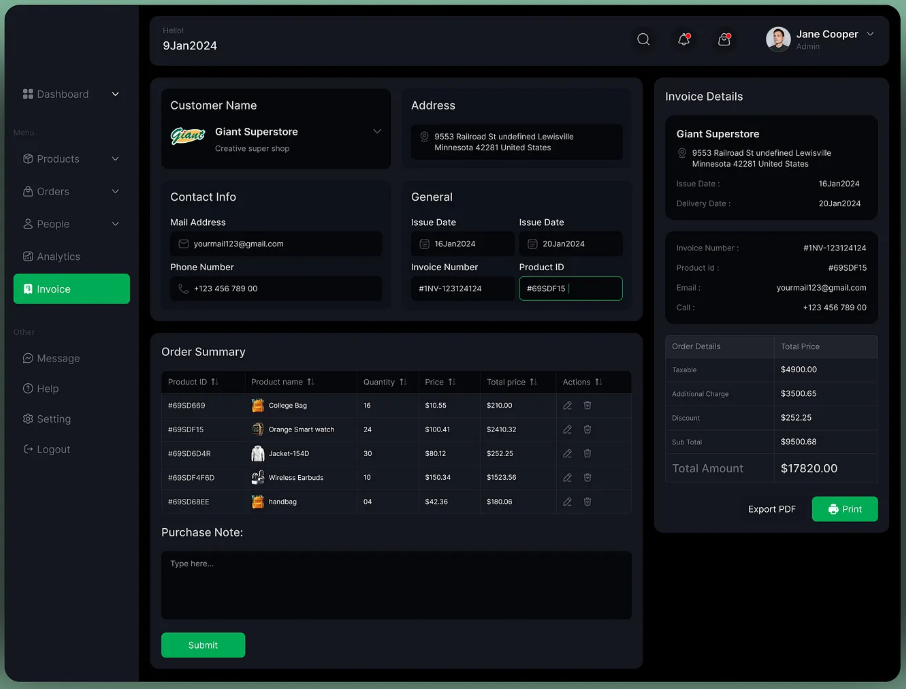 Hello!
9Jan2024
Jane Cooper
Admin
Dashboard
Menu
Products
Orders
People
Analytics
Invoice
Other
Message
Help
Setting
Logout
Customer Name
Giant
Giant Superstore
Creative super shop
Address
9553 Railroad St undefined Lewisville
Minnesota 42281 United States
Contact Info
Mail Address
yourmail123@gmail.com
Phone Number
+123 456 789 00
General
Issue Date Issue Date
16Jan2024 20Jan2024
Invoice Number Product ID
#1NV-123124124 #69SDF15
Order Summary
Product ID Product name Quantity Price Total price Actions
#69SD669 College Bag 16 $10.55 $210.00
#69SDF15 Orange Smart watch 24 $100.41 $2410.32
#69SD6D4R Jacket-154D 30 $80.12 $252.25
#69SDF4F6D Wireless Earbuds 10 $150.34 $1523.56
#69SD68EE handbag 04 $42.36 $180.06
Purchase Note:
Type here...
Submit
Invoice Details
Giant Superstore
9553 Railroad St undefined Lewisville
Minnesota 42281 United States
Issue Date : 16Jan2024
Delivery Date : 20Jan2024
Invoice Number : #1NV-123124124
Product Id : #69SDF15
Email : yourmail123@gmail.com
Call : +123 456 789 00
Order Details Total Price
Taxable $4900.00
Additional Charge $3500.65
Discount $252.25
Sub Total $9500.68
Total Amount $17820.00
Export PDF Print